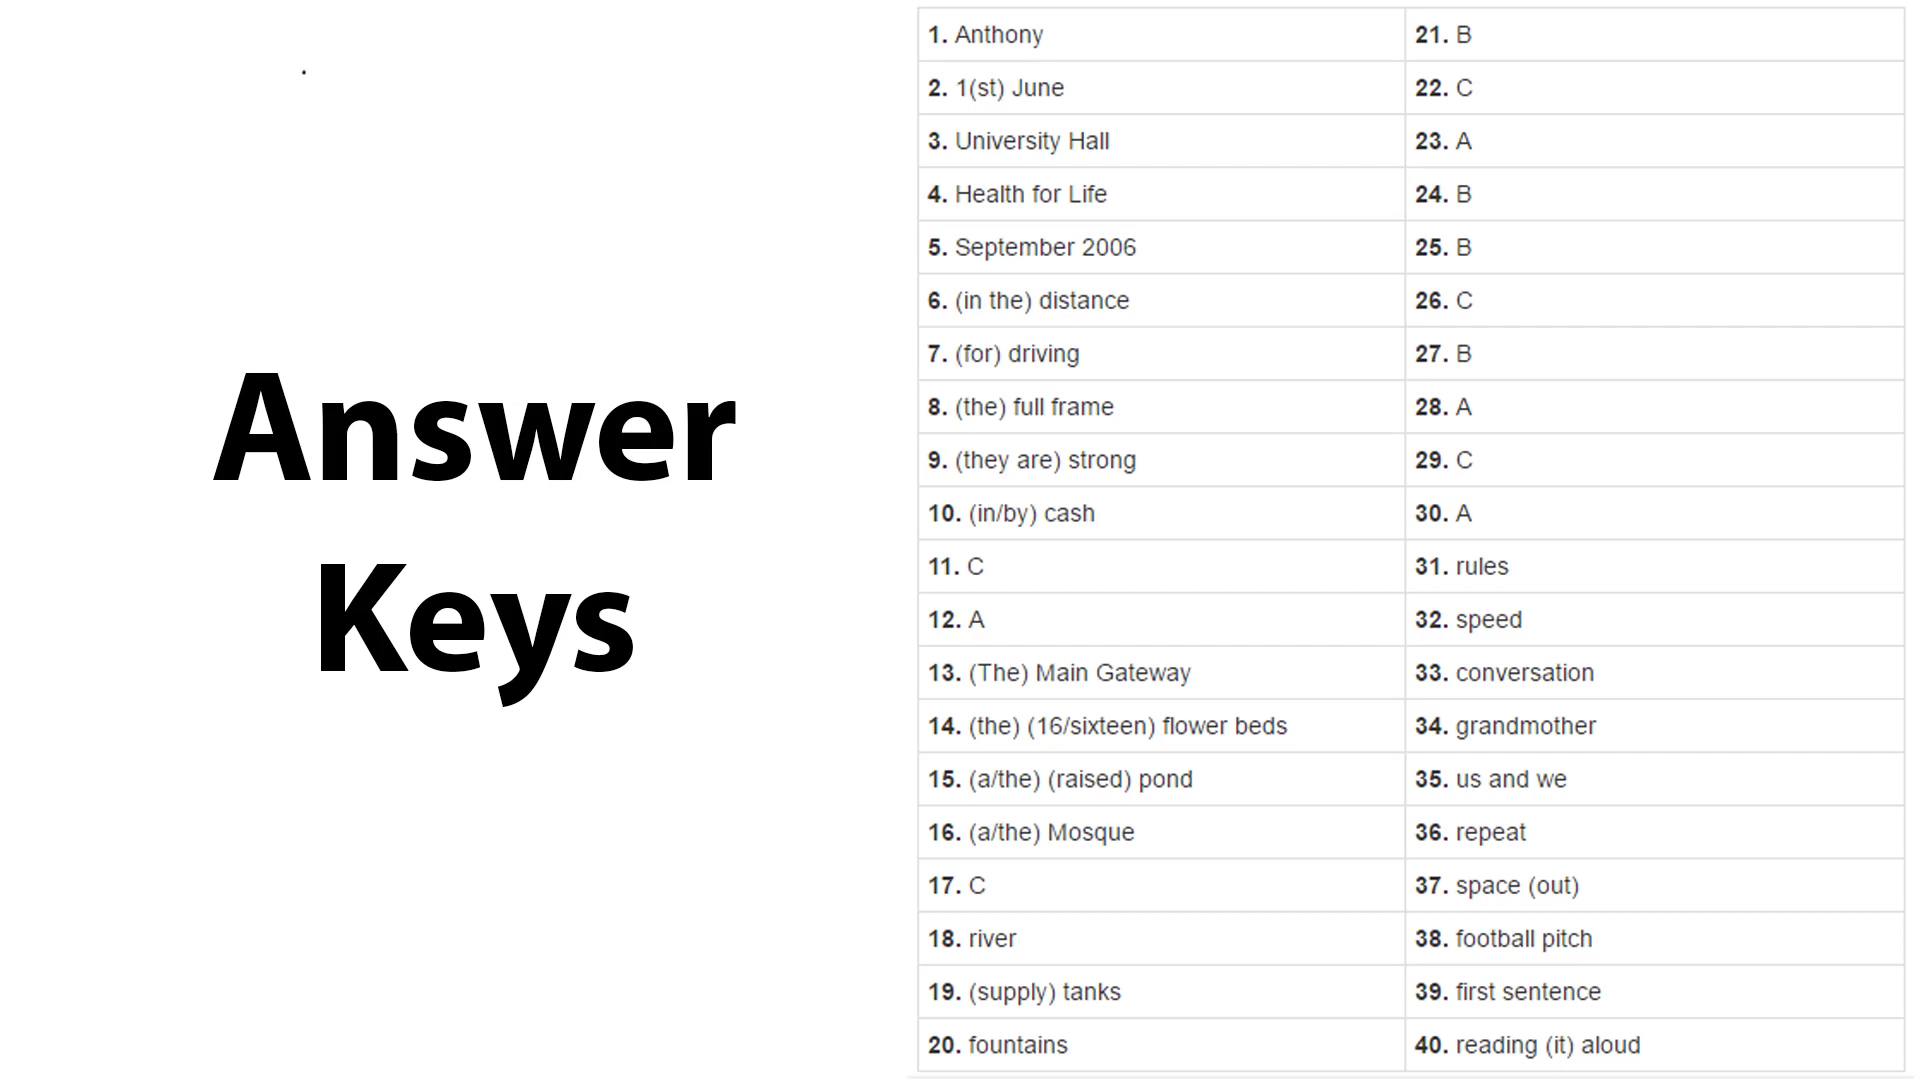 Answer
Keys
1. Anthony
2. 1(st) June
3. University Hall
4. Health for Life
5. September 2006
6. (in the) distance
7. (for) driving
8. (the) full frame
9. (they are) strong
10. (in/by) cash
11. C
12. A
13. (The) Main Gateway
14. (the) (16/sixteen) flower beds
15. (a/the) (raised) pond
16. (a/the) Mosque
17. C
18. river
19. (supply) tanks
20. fountains
21. B
22. C
23. A
24. B
25. B
26. C
27. B
28. A
29. C
30. A
31. rules
32. speed
33. conversation
34. grandmother
35. us and we
36. repeat
37. space (out)
38. football pitch
39. first sentence
40. reading (it) aloud